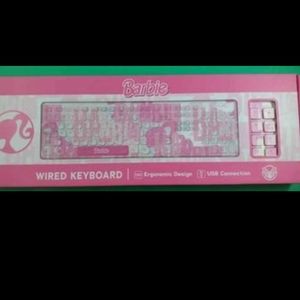 Barbie
WIRED KEYBOARD
Ergonomic Design
USB Connection